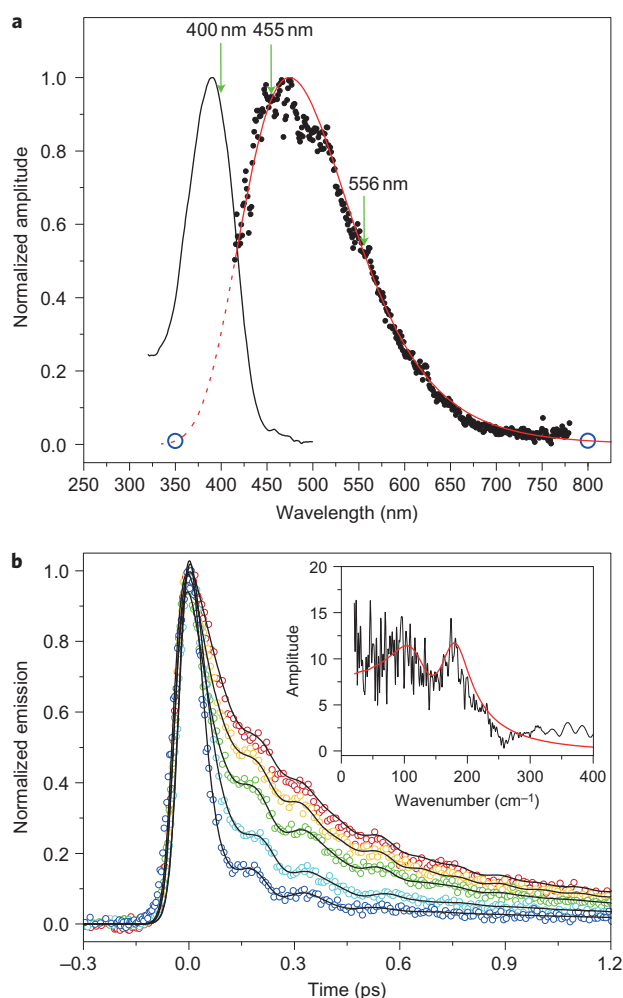 a
400 nm 455 nm
556 nm
1.0
0.8
0.6
0.4
0.2
0.0
Normalized amplitude
250 300 350 400 450 500 550 600 650 700 750 800
Wavelength (nm)
b
1.0
0.8
0.6
0.4
0.2
0.0
Normalized emission
20
15
10
5
0
Amplitude
0 100 200 300 400
Wavenumber (cm⁻¹)
–0.3 0.0 0.3 0.6 0.9 1.2
Time (ps)